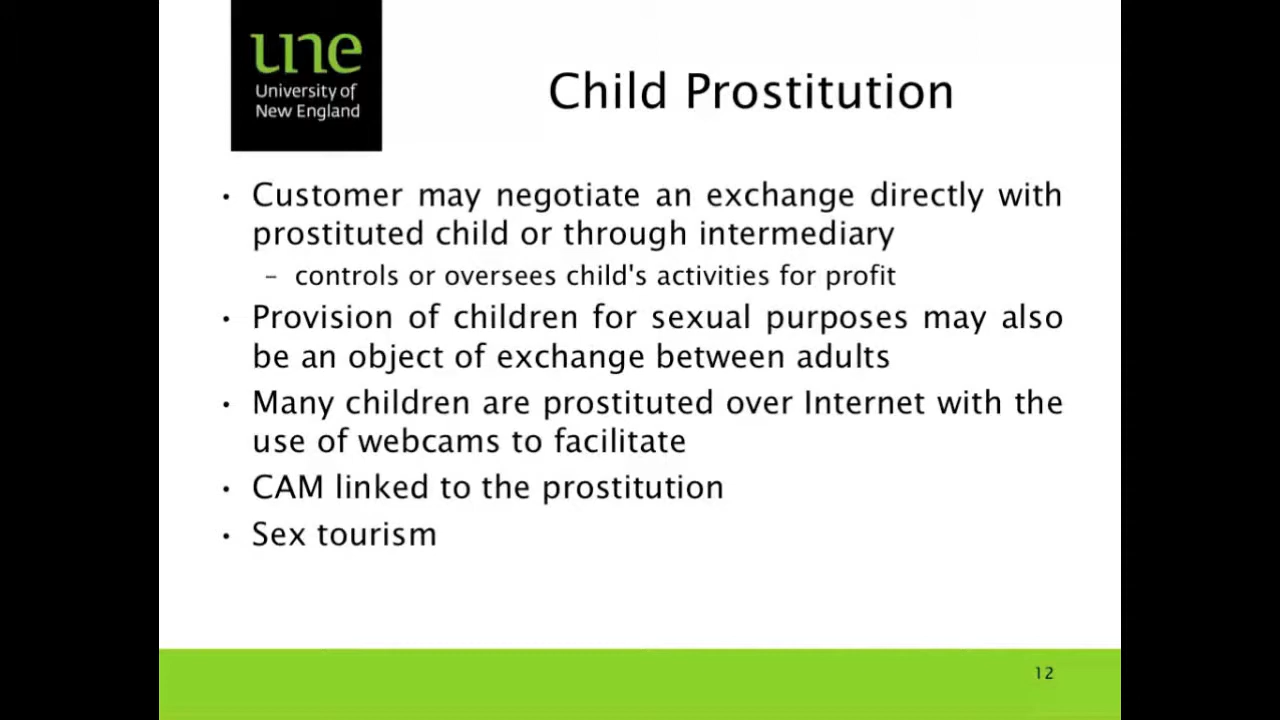 une
University of
New England
Child Prostitution
• Customer may negotiate an exchange directly with
prostituted child or through intermediary
– controls or oversees child's activities for profit
• Provision of children for sexual purposes may also
be an object of exchange between adults
• Many children are prostituted over Internet with the
use of webcams to facilitate
• CAM linked to the prostitution
• Sex tourism
12